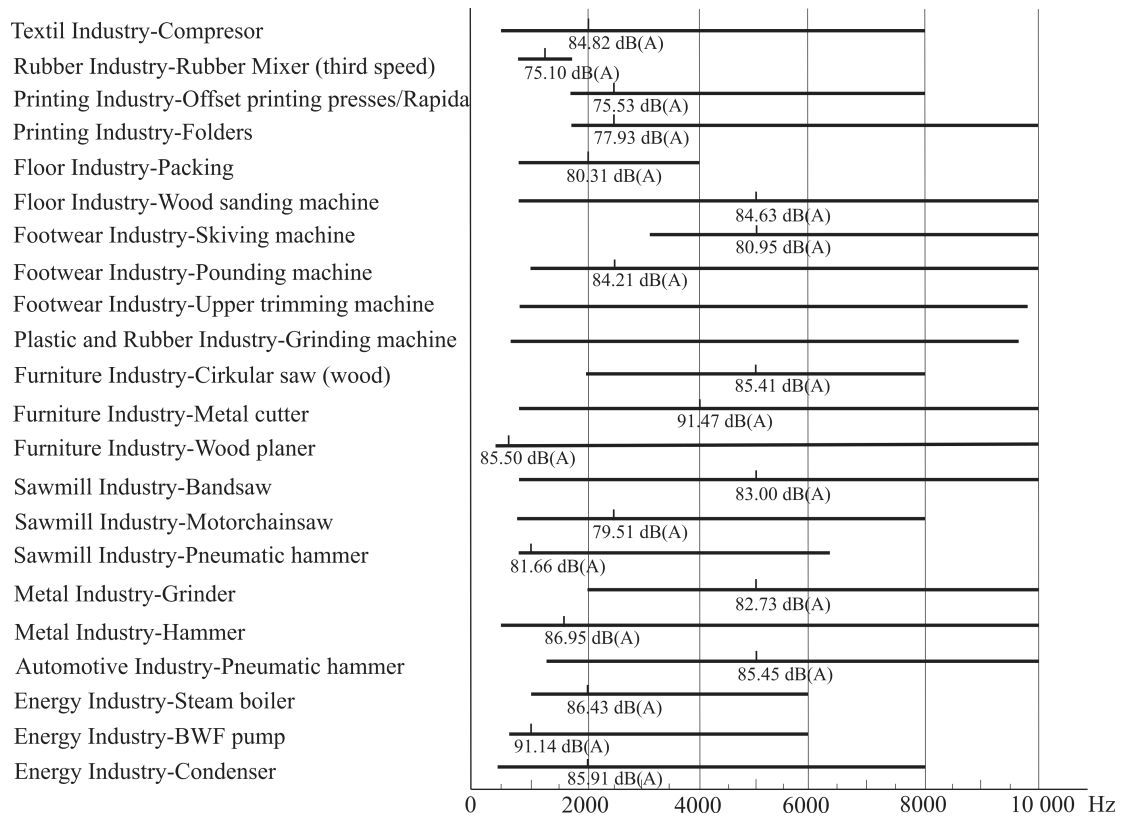 Textil Industry-Compresor
84.82 dB(A)
Rubber Industry-Rubber Mixer (third speed)
75.10 dB(A)
Printing Industry-Offset printing presses/Rapida
75.53 dB(A)
Printing Industry-Folders
77.93 dB(A)
Floor Industry-Packing
80.31 dB(A)
Floor Industry-Wood sanding machine
84.63 dB(A)
Footwear Industry-Skiving machine
80.95 dB(A)
Footwear Industry-Pounding machine
84.21 dB(A)
Footwear Industry-Upper trimming machine
Plastic and Rubber Industry-Grinding machine
Furniture Industry-Cirkular saw (wood)
85.41 dB(A)
Furniture Industry-Metal cutter
91.47 dB(A)
Furniture Industry-Wood planer
85.50 dB(A)
Sawmill Industry-Bandsaw
83.00 dB(A)
Sawmill Industry-Motorchainsaw
79.51 dB(A)
Sawmill Industry-Pneumatic hammer
81.66 dB(A)
Metal Industry-Grinder
82.73 dB(A)
Metal Industry-Hammer
86.95 dB(A)
Automotive Industry-Pneumatic hammer
85.45 dB(A)
Energy Industry-Steam boiler
86.43 dB(A)
Energy Industry-BWF pump
91.14 dB(A)
Energy Industry-Condenser
85.91 dB(A)
0 2000 4000 6000 8000 10 000 Hz